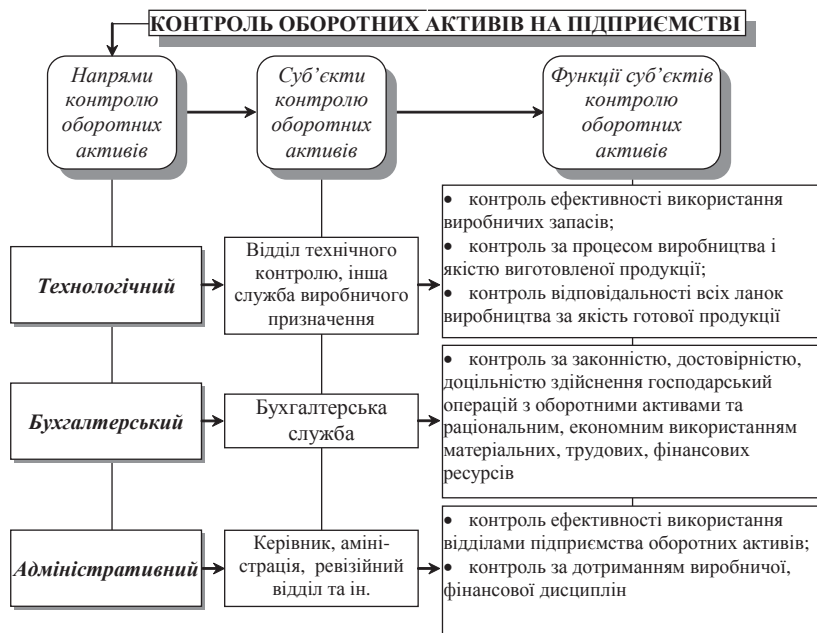 КОНТРОЛЬ ОБОРОТНИХ АКТИВІВ НА ПІДПРИЄМСТВІ
Напрями
контролю
оборотних
активів
Суб’єкти
контролю
оборотних
активів
Функції суб’єктів
контролю
оборотних
активів
Технологічний
Відділ технічного
контролю, інша
служба виробничого
призначення
• контроль ефективності використання
виробничих запасів;
• контроль за процесом виробництва і
якістю виготовленої продукції;
• контроль відповідальності всіх ланок
виробництва за якість готової продукції
Бухгалтерський
Бухгалтерська
служба
• контроль за законністю, достовірністю,
доцільністю здійснення господарський
операцій з оборотними активами та
раціональним, економним використанням
матеріальних, трудових, фінансових
ресурсів
Адміністративний
Керівник, аміні-
страція, ревізійний
відділ та ін.
• контроль ефективності використання
відділами підприємства оборотних активів;
• контроль за дотриманням виробничої,
фінансової дисциплін